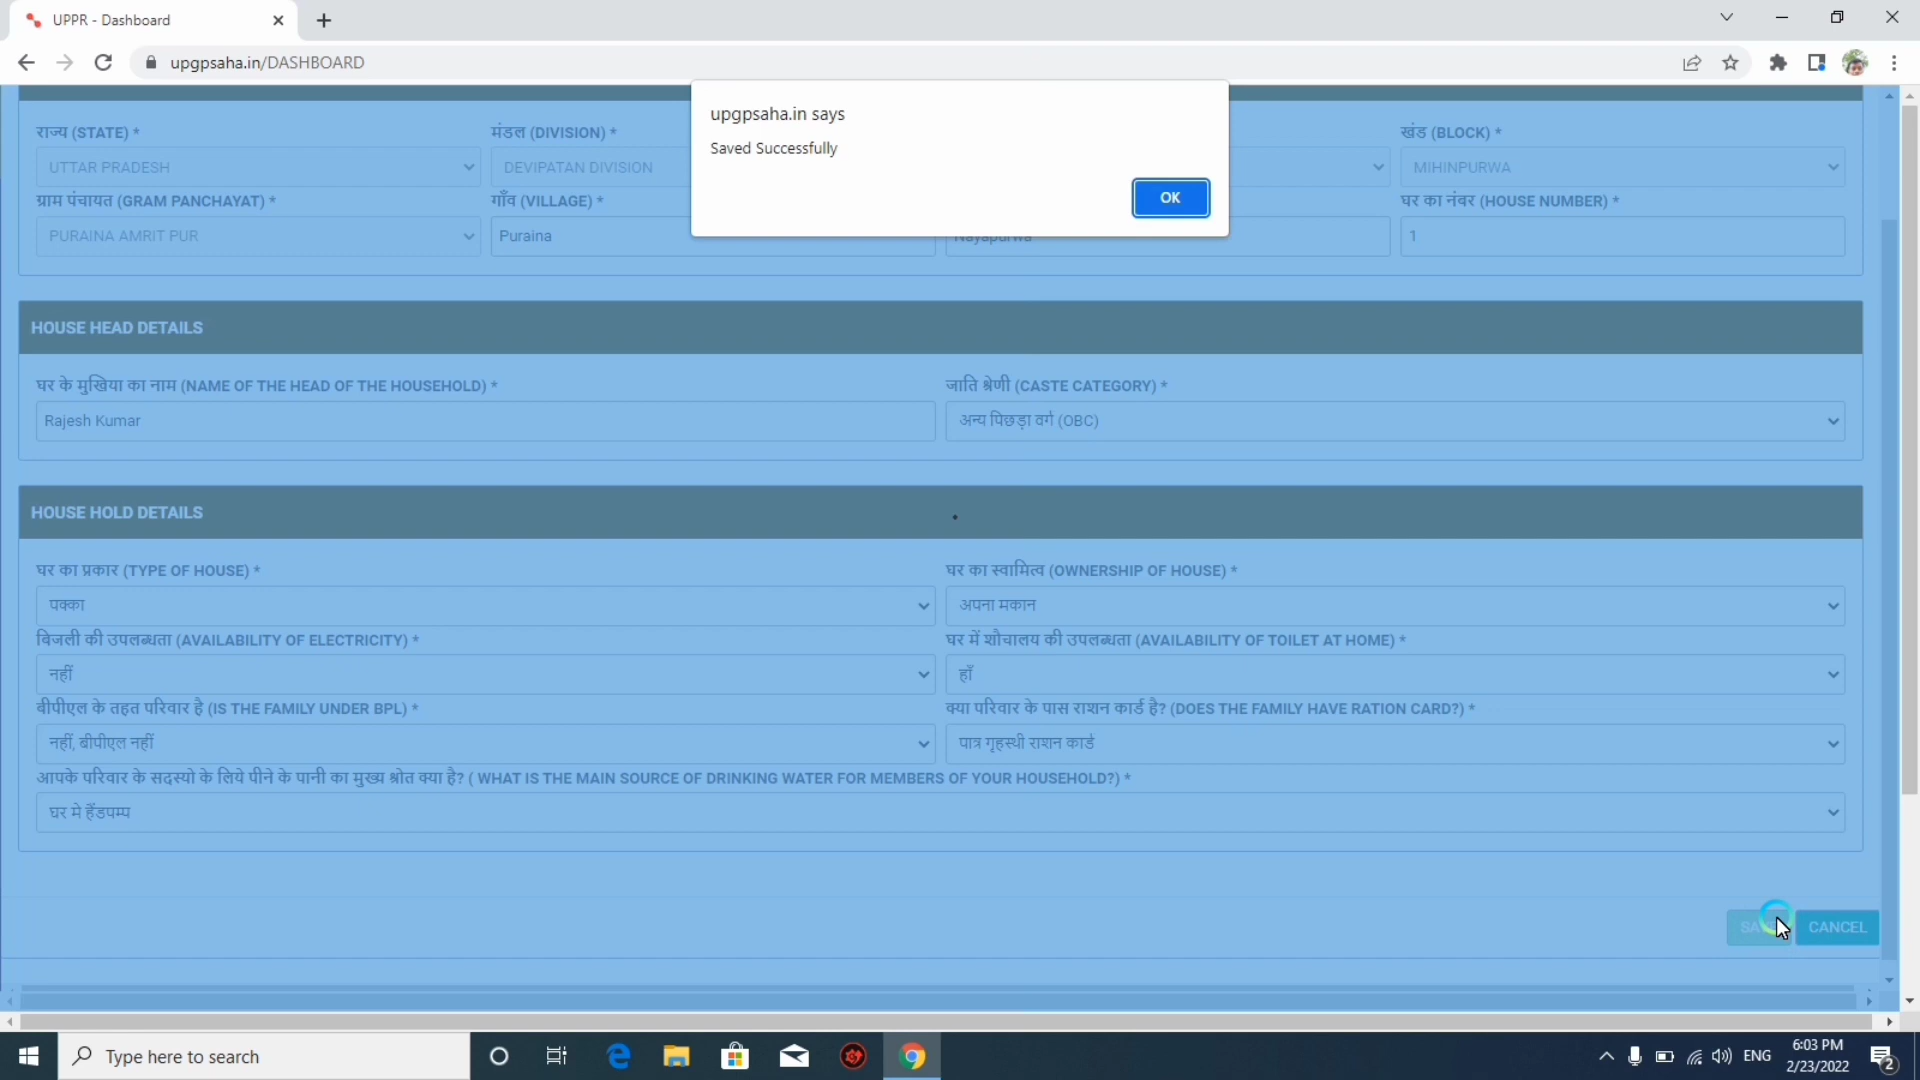 UPPR - Dashboard
upgpsaha.in/DASHBOARD
upgpsaha.in says
Saved Successfully
OK
राज्य (STATE) * मंडल (DIVISION) * खंड (BLOCK) *
UTTAR PRADESH DEVIPATAN DIVISION MIHINPURWA
ग्राम पंचायत (GRAM PANCHAYAT) * गाँव (VILLAGE) * घर का नंबर (HOUSE NUMBER) *
PURAINA AMRIT PUR Puraina Nayapurwa 1
HOUSE HEAD DETAILS
घर के मुखिया का नाम (NAME OF THE HEAD OF THE HOUSEHOLD) * जाति श्रेणी (CASTE CATEGORY) *
Rajesh Kumar अन्य पिछड़ा वर्ग (OBC)
HOUSE HOLD DETAILS
घर का प्रकार (TYPE OF HOUSE) * घर का स्वामित्व (OWNERSHIP OF HOUSE) *
पक्का अपना मकान
बिजली की उपलब्धता (AVAILABILITY OF ELECTRICITY) * घर में शौचालय की उपलब्धता (AVAILABILITY OF TOILET AT HOME) *
नहीं हाँ
बीपीएल के तहत परिवार है (IS THE FAMILY UNDER BPL) * क्या परिवार के पास राशन कार्ड है? (DOES THE FAMILY HAVE RATION CARD?) *
नहीं, बीपीएल नहीं पात्र गृहस्थी राशन कार्ड
आपके परिवार के सदस्यो के लिये पीने के पानी का मुख्य श्रोत क्या है? ( WHAT IS THE MAIN SOURCE OF DRINKING WATER FOR MEMBERS OF YOUR HOUSEHOLD?) *
घर मे हैंडपम्प
CANCEL
Type here to search
ENG
6:03 PM
2/23/2022
2